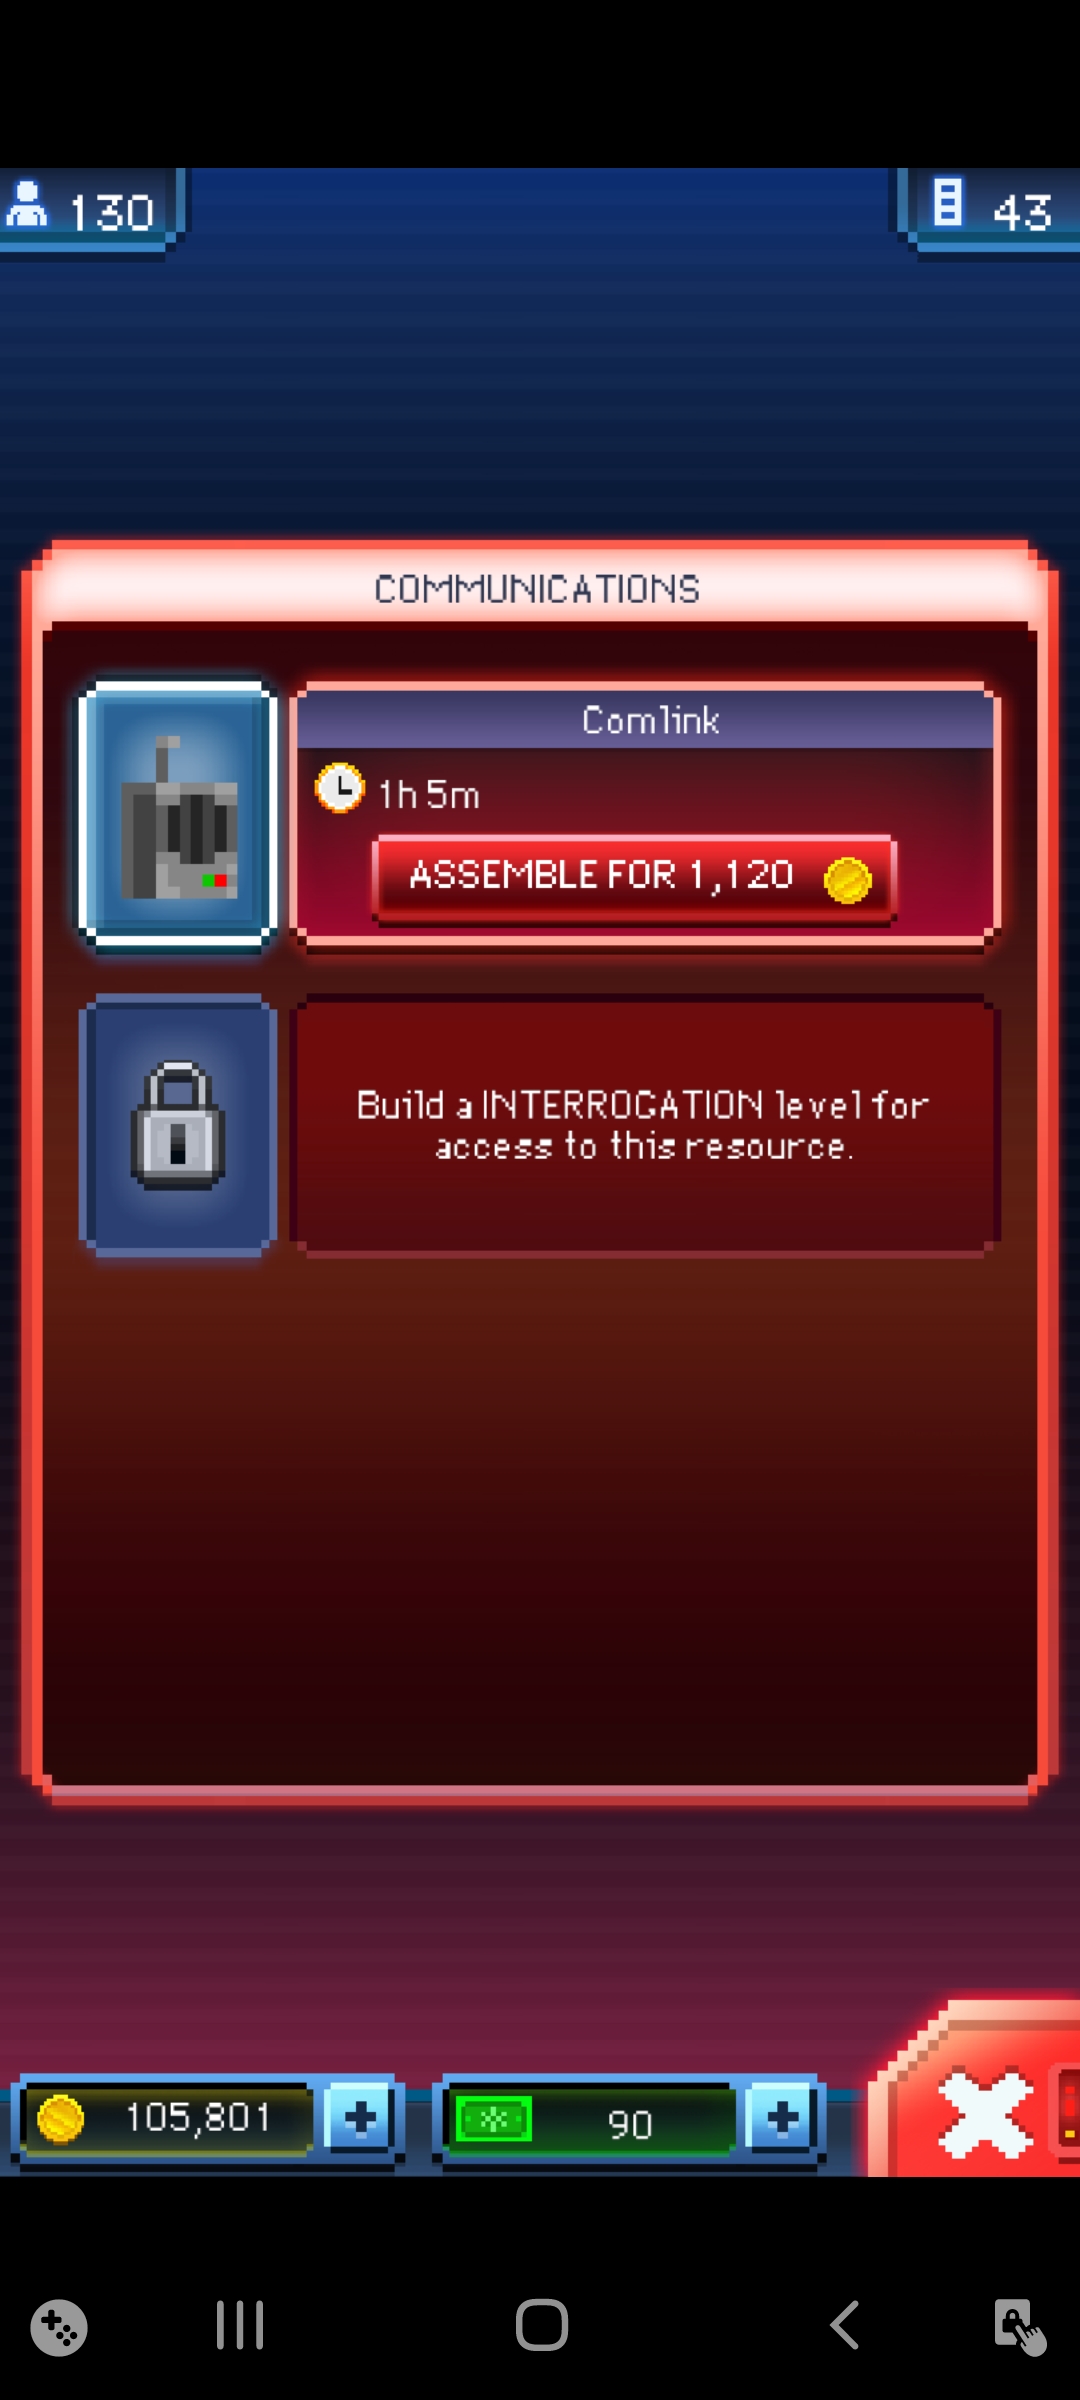 130
43
COMMUNICATIONS
Comlink
1h 5m
ASSEMBLE FOR 1,120
Build a INTERROGATION level for
access to this resource.
105,801
90